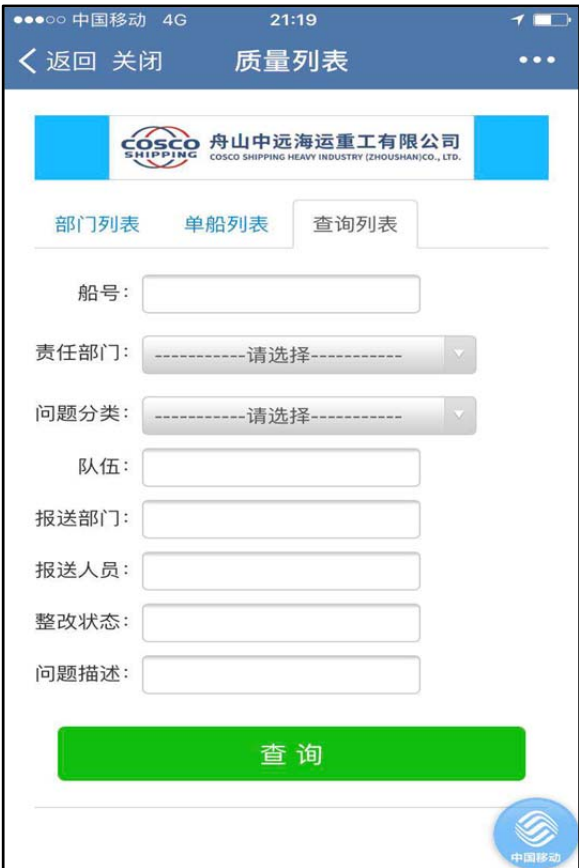 ●●●○○ 中国移动 4G 21:19
返回 关闭 质量列表 •••
COSCO SHIPPING 舟山中远海运重工有限公司
COSCO SHIPPING HEAVY INDUSTRY (ZHOUSHAN)CO., LTD.
部门列表 单船列表 查询列表
船号:
责任部门: -----------请选择-----------
问题分类: -----------请选择-----------
队伍:
报送部门:
报送人员:
整改状态:
问题描述:
查 询
中国移动